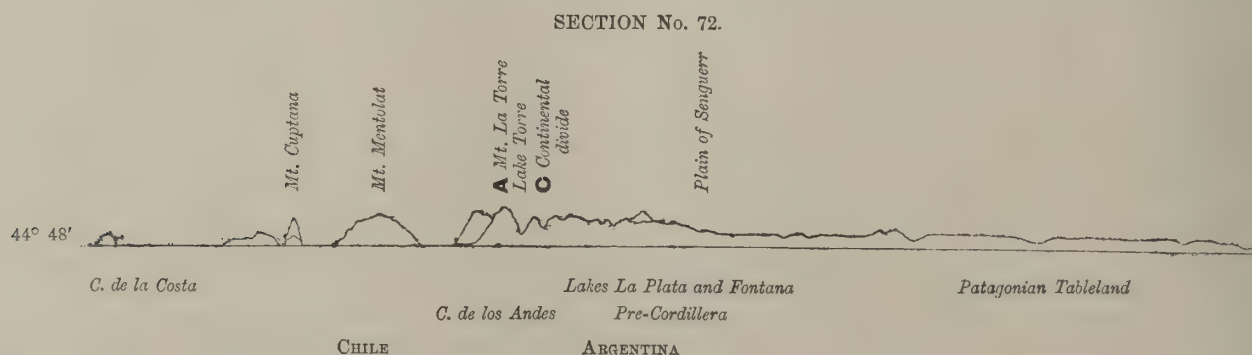 SECTION No. 72.
Mt. Cuptana
Mt. Mentolat
A Mt. La Torre
Lake Torre
C Continental
divide
Plain of Senguerr
44° 48′
C. de la Costa
Lakes La Plata and Fontana
Patagonian Tableland
C. de los Andes
Pre-Cordillera
CHILE
ARGENTINA